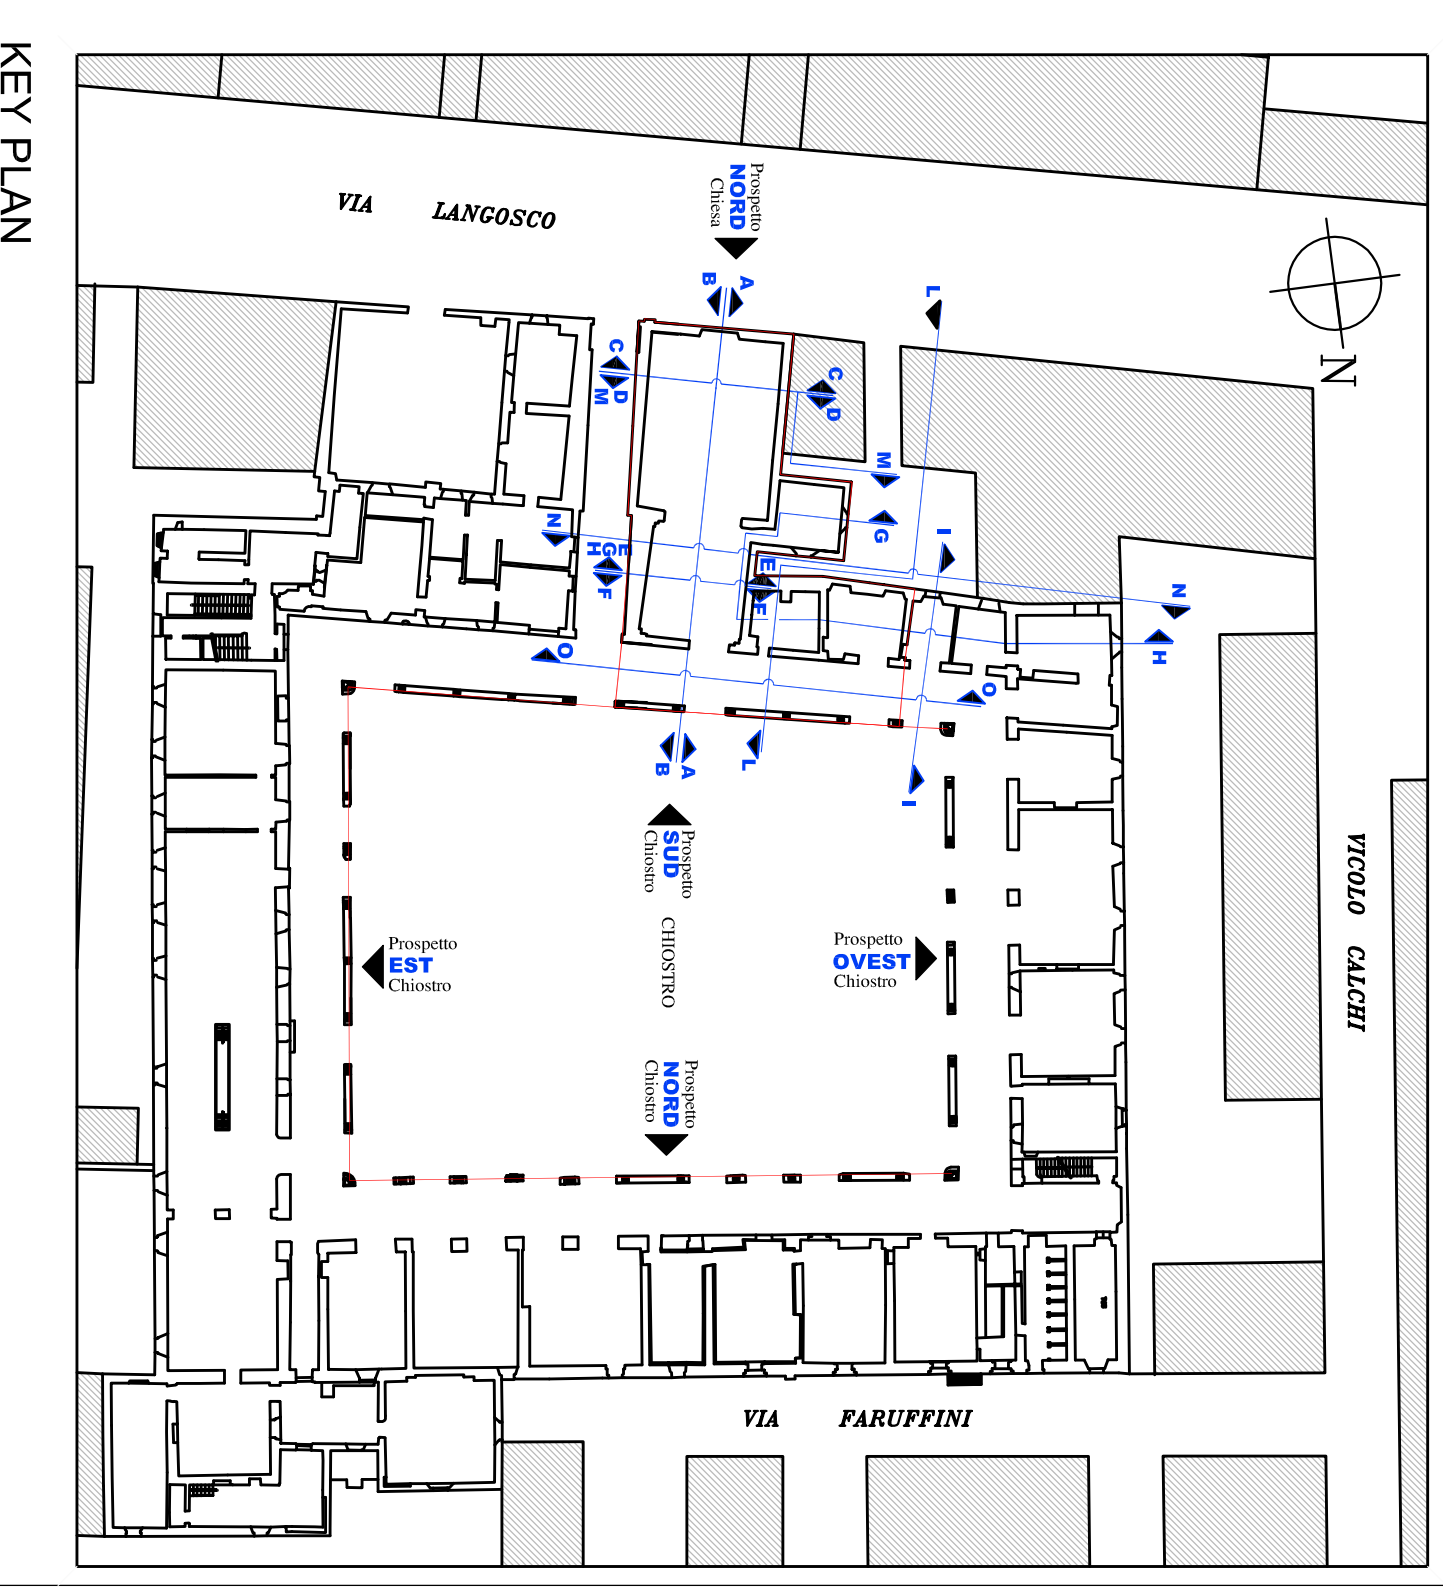 KEY PLAN
VIA LANGOSCO
Prospetto
NORD
Chiesa
B
A
L
N
C
D
M
C
D
M
G
N
E
G
H
F
I
E
F
N
H
O
O
B
A
L
I
Prospetto
SUD
Chiostro
CHIOSTRO
Prospetto
EST
Chiostro
Prospetto
OVEST
Chiostro
Prospetto
NORD
Chiostro
VICOLO CALCHI
VIA FARUFFINI